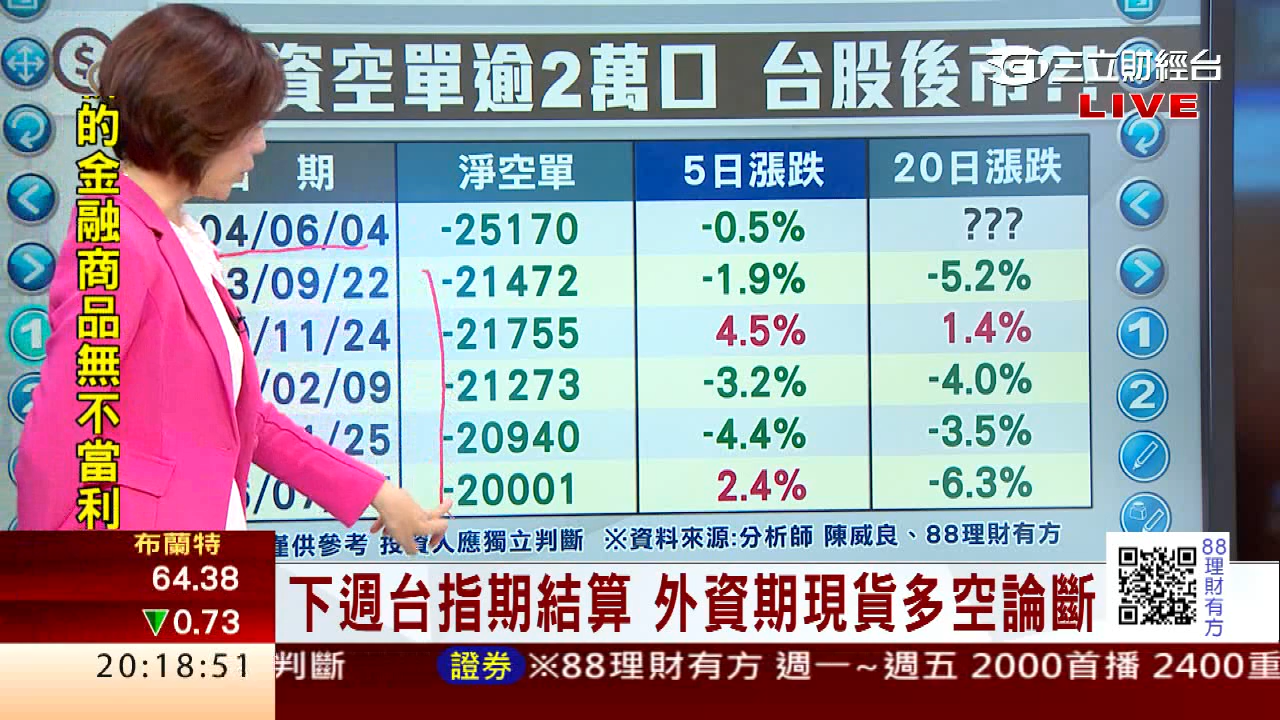 資空單逾2萬口 台股後市?!
三立財經台
LIVE
的金融商品無不當利
期 淨空單 5日漲跌 20日漲跌
04/06/04 -25170 -0.5% ???
3/09/22 -21472 -1.9% -5.2%
/11/24 -21755 4.5% 1.4%
/02/09 -21273 -3.2% -4.0%
1/25 -20940 -4.4% -3.5%
-20001 2.4% -6.3%
僅供參考 投資人應獨立判斷 ※資料來源:分析師 陳威良、88理財有方
1
2
布蘭特
64.38
▼0.73
下週台指期結算 外資期現貨多空論斷
88理財有方
20:18:51
判斷 證券 ※88理財有方 週一~週五 2000首播 2400重